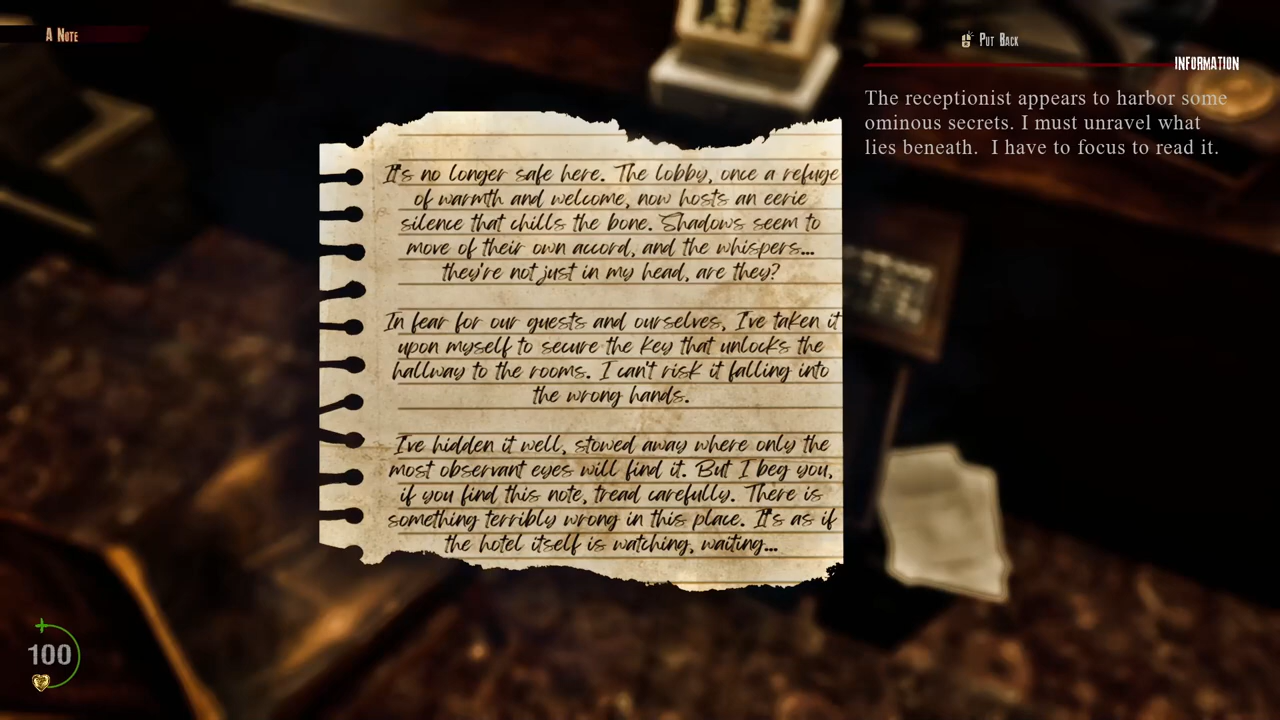 A Note
Put Back
INFORMATION
The receptionist appears to harbor some
ominous secrets. I must unravel what
lies beneath.  I have to focus to read it.
It's no longer safe here. The lobby, once a refuge
of warmth and welcome, now hosts an eerie
silence that chills the bone. Shadows seem to
move of their own accord, and the whispers...
they're not just in my head, are they?
In fear for our guests and ourselves, I've taken it
upon myself to secure the key that unlocks the
hallway to the rooms. I can't risk it falling into
the wrong hands.
I've hidden it well, stowed away where only the
most observant eyes will find it. But I beg you,
if you find this note, tread carefully. There is
something terribly wrong in this place. It's as if
the hotel itself is watching, waiting...
100